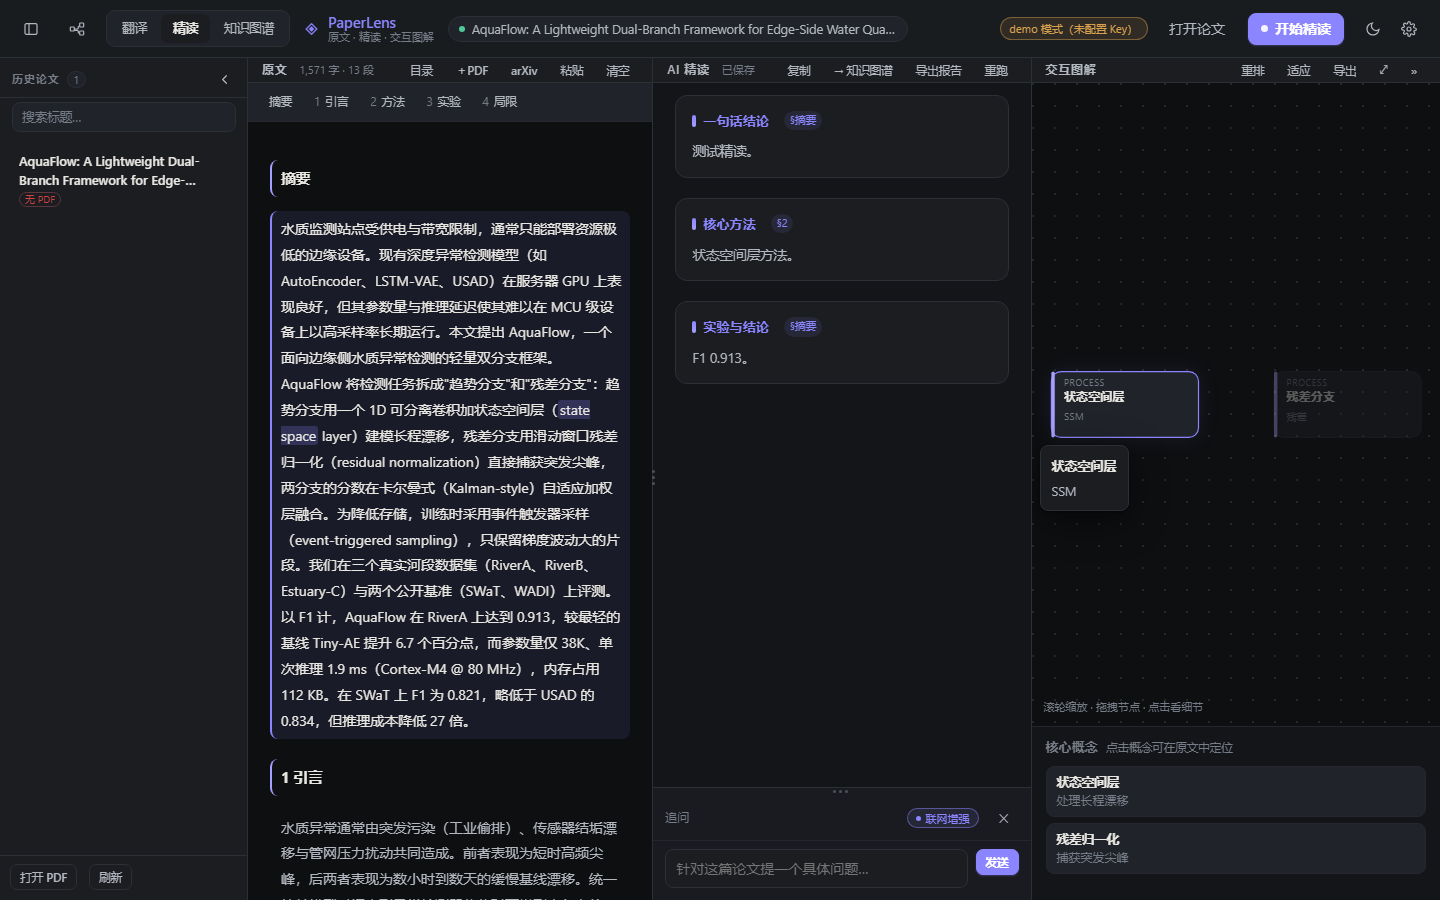 翻译
精读
知识图谱
PaperLens
原文 · 精读 · 交互图解
AquaFlow: A Lightweight Dual-Branch Framework for Edge-Side Water Qua...
demo 模式（未配置 Key）
打开论文
开始精读
历史论文 1
搜索标题...
AquaFlow: A Lightweight Dual-
Branch Framework for Edge-...
无 PDF
打开 PDF
刷新
原文 1,571 字 · 13 段
目录
+PDF
arXiv
粘贴
清空
摘要
1 引言
2 方法
3 实验
4 局限
摘要
水质监测站点受供电与带宽限制，通常只能部署资源极
低的边缘设备。现有深度异常检测模型（如
AutoEncoder、LSTM-VAE、USAD）在服务器 GPU 上表
现良好，但其参数量与推理延迟使其难以在 MCU 级设
备上以高采样率长期运行。本文提出 AquaFlow，一个
面向边缘侧水质异常检测的轻量双分支框架。
AquaFlow 将检测任务拆成"趋势分支"和"残差分支"：趋
势分支用一个 1D 可分离卷积加状态空间层（state
space layer）建模长程漂移，残差分支用滑动窗口残差
归一化（residual normalization）直接捕获突发尖峰，
两分支的分数在卡尔曼式（Kalman-style）自适应加权
层融合。为降低存储，训练时采用事件触发器采样
（event-triggered sampling），只保留梯度波动大的片
段。我们在三个真实河段数据集（RiverA、RiverB、
Estuary-C）与两个公开基准（SWaT、WADI）上评测。
以 F1 计，AquaFlow 在 RiverA 上达到 0.913，较最轻的
基线 Tiny-AE 提升 6.7 个百分点，而参数量仅 38K、单
次推理 1.9 ms（Cortex-M4 @ 80 MHz），内存占用
112 KB。在 SWaT 上 F1 为 0.821，略低于 USAD 的
0.834，但推理成本降低 27 倍。
1 引言
水质异常通常由突发污染（工业偷排）、传感器结垢漂
移与管网压力扰动共同造成。前者表现为短时高频尖
峰，后两者表现为数小时到数天的缓慢基线漂移。统一
AI 精读 已保存
复制
→ 知识图谱
导出报告
重跑
一句话结论 §摘要
测试精读。
核心方法 §2
状态空间层方法。
实验与结论 §摘要
F1 0.913。
追问
联网增强
×
针对这篇论文提一个具体问题...
发送
交互图解
重排
适应
导出
»
PROCESS
状态空间层
SSM
PROCESS
残差分支
残差
状态空间层
SSM
滚轮缩放 · 拖拽节点 · 点击看细节
核心概念 点击概念可在原文中定位
状态空间层
处理长程漂移
残差归一化
捕获突发尖峰